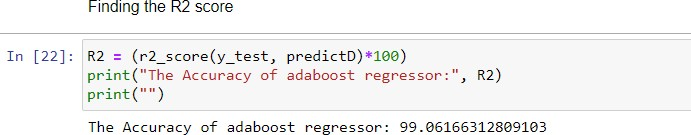 Finding the R2 score
In [22]: R2 = (r2_score(y_test, predictD)*100)
print("The Accuracy of adaboost regressor:", R2)
print("")
The Accuracy of adaboost regressor: 99.06166312809103